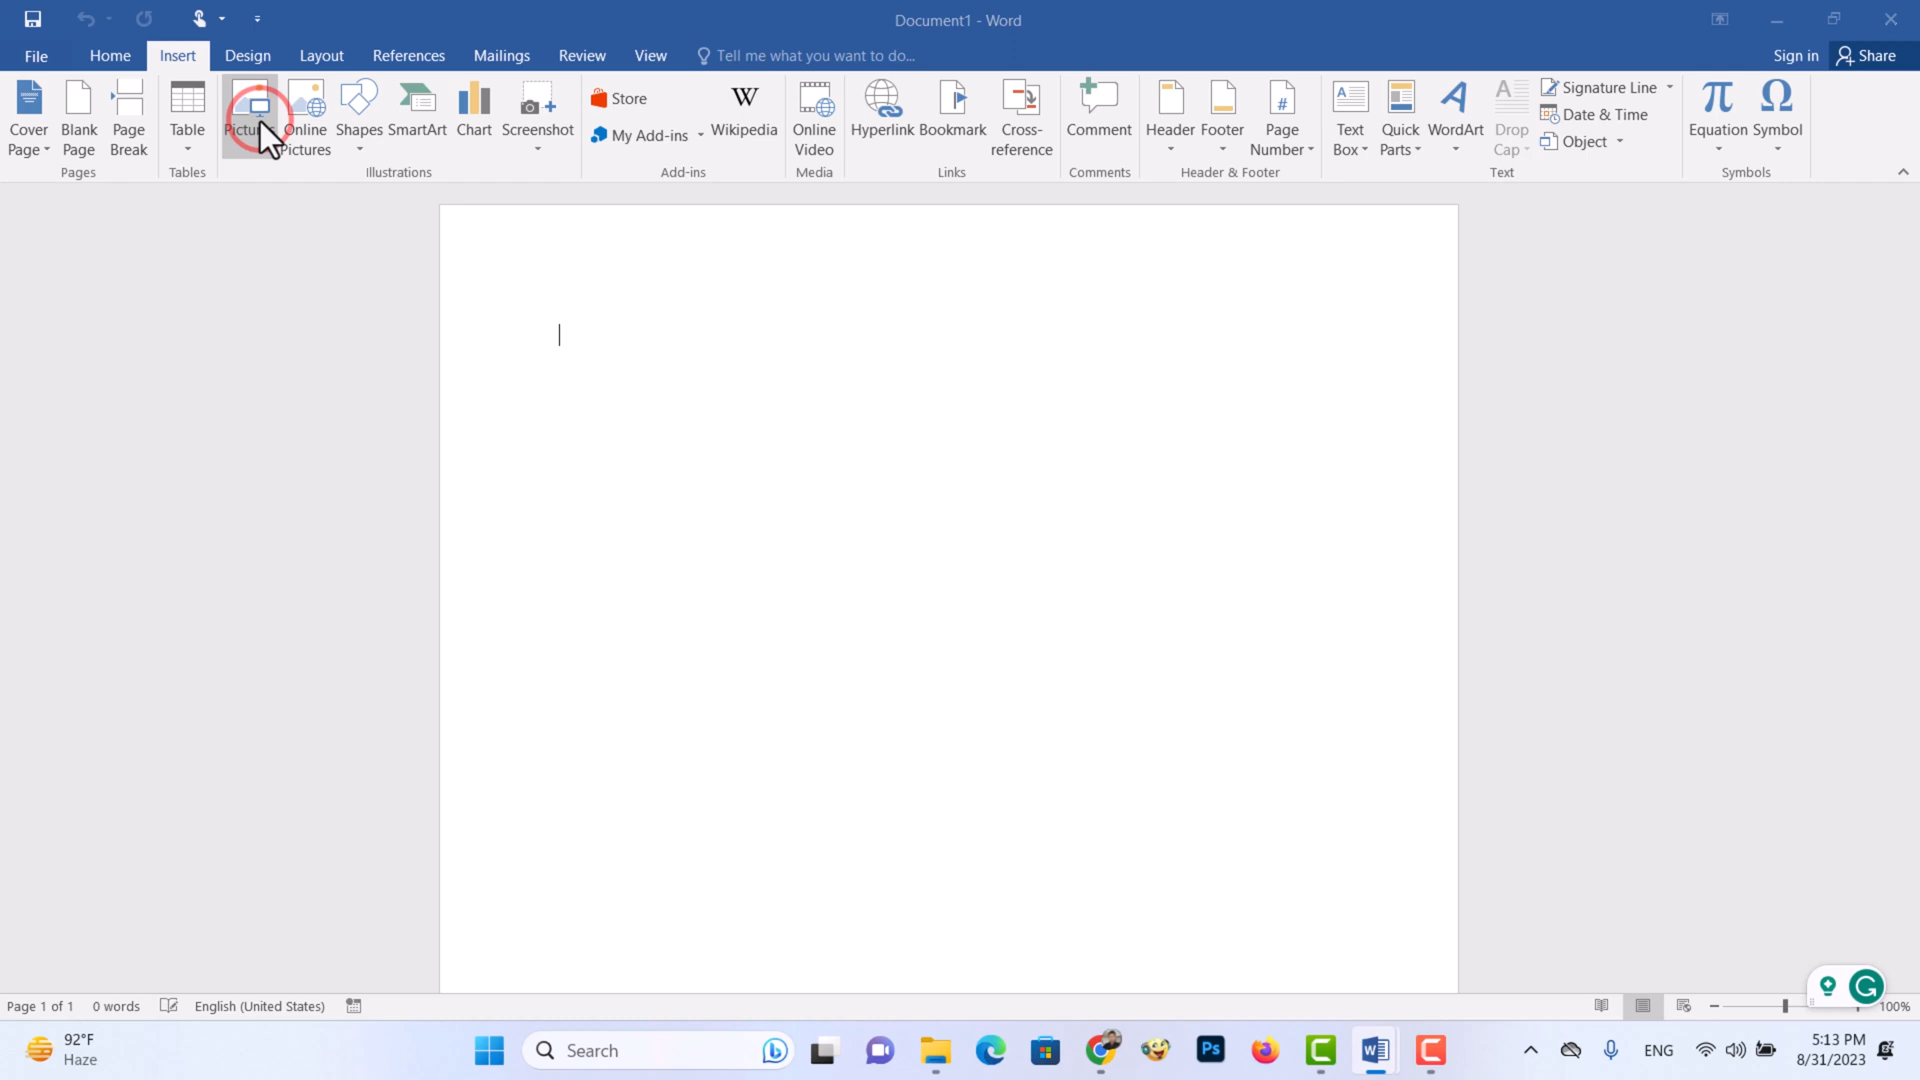 Document1 - Word
File Home Insert Design Layout References Mailings Review View Tell me what you want to do... Sign in Share
Cover Page
Blank Page
Page Break
Pages
Table
Tables
Pictures
Online Pictures
Shapes
SmartArt
Chart
Screenshot
Illustrations
Store
My Add-ins
W
Wikipedia
Add-ins
Online Video
Media
Hyperlink
Bookmark
Cross-reference
Links
Comment
Comments
Header
Footer
#
Page Number
Header & Footer
A
Text Box
Quick Parts
A
WordArt
A
Drop Cap
Signature Line
Date & Time
Object
Text
π
Equation
Ω
Symbol
Symbols
Page 1 of 1 0 words English (United States) 100%
92°F
Haze
Search
Ps
ENG
5:13 PM
8/31/2023